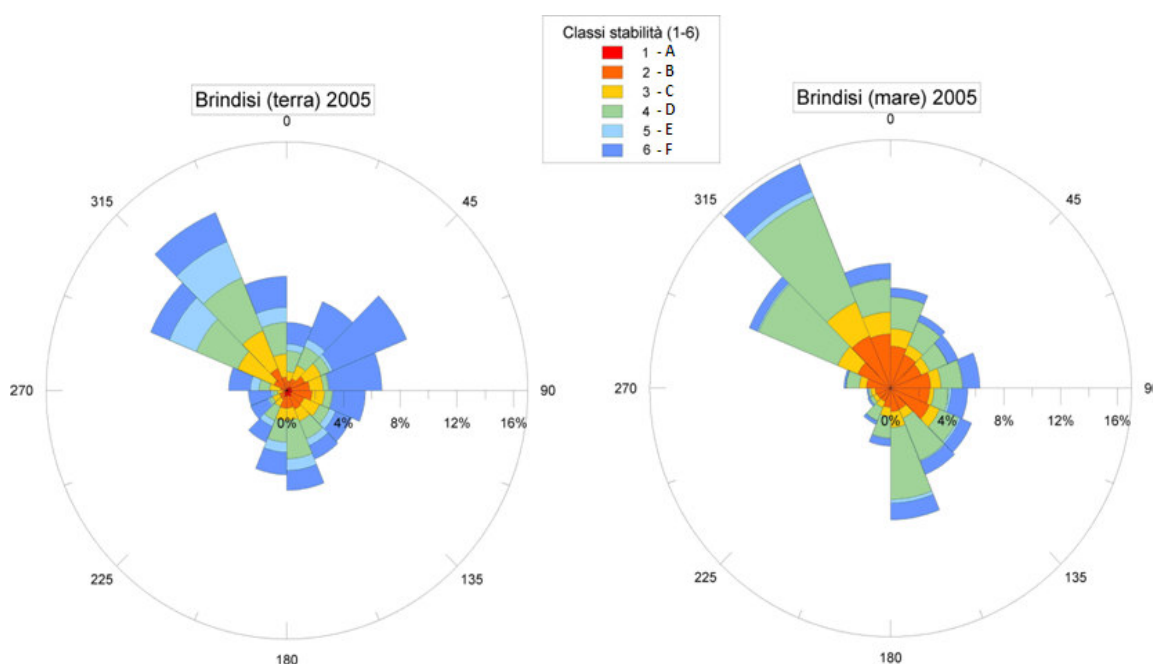 Classi stabilità (1-6)
1 - A
2 - B
3 - C
4 - D
5 - E
6 - F
Brindisi (terra) 2005
0
45
90
135
180
225
270
315
0%
4%
8%
12%
16%
Brindisi (mare) 2005
0
45
90
135
180
225
270
315
0%
4%
8%
12%
16%